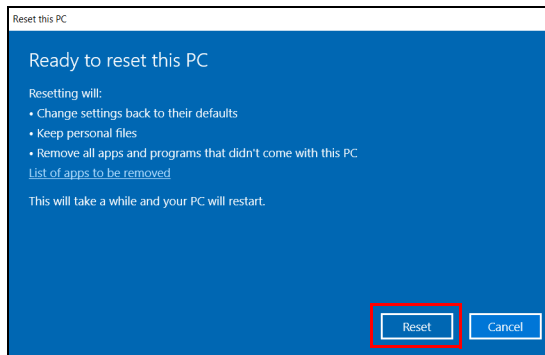 Reset this PC
Ready to reset this PC
Resetting will:
• Change settings back to their defaults
• Keep personal files
• Remove all apps and programs that didn't come with this PC
List of apps to be removed
This will take a while and your PC will restart.
Reset Cancel